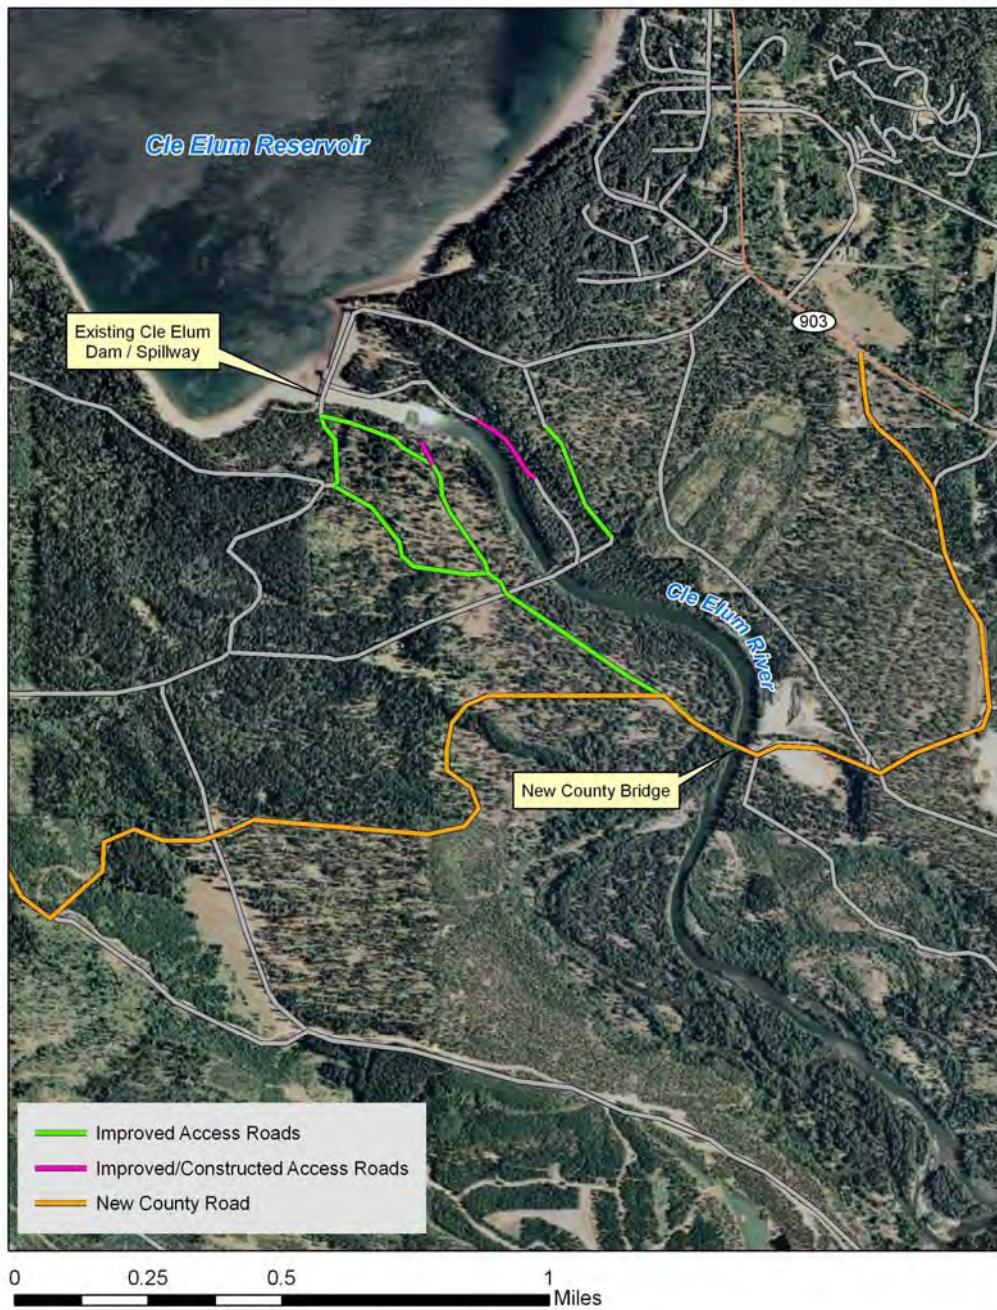 Cle Elum Reservoir
Existing Cle Elum
Dam / Spillway
903
Cle Elum River
New County Bridge
Improved Access Roads
Improved/Constructed Access Roads
New County Road
0 0.25 0.5 1
Miles